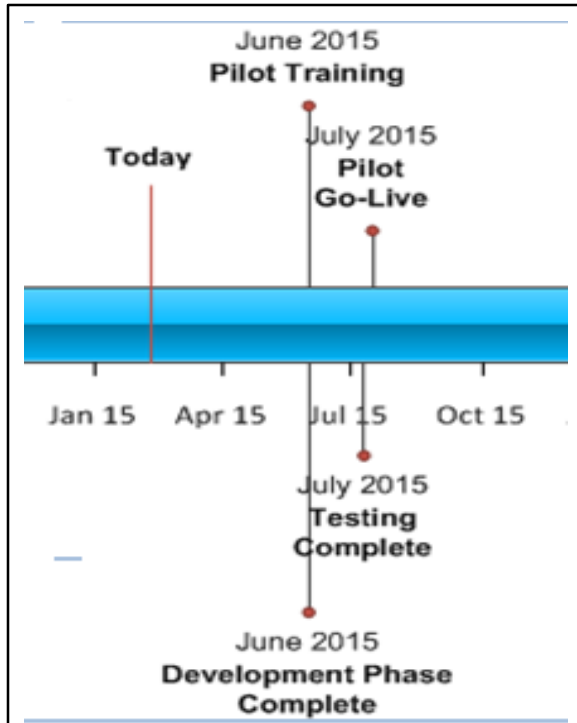 June 2015
Pilot Training
Today
July 2015
Pilot
Go-Live
Jan 15
Apr 15
Jul 15
Oct 15
July 2015
Testing
Complete
June 2015
Development Phase
Complete